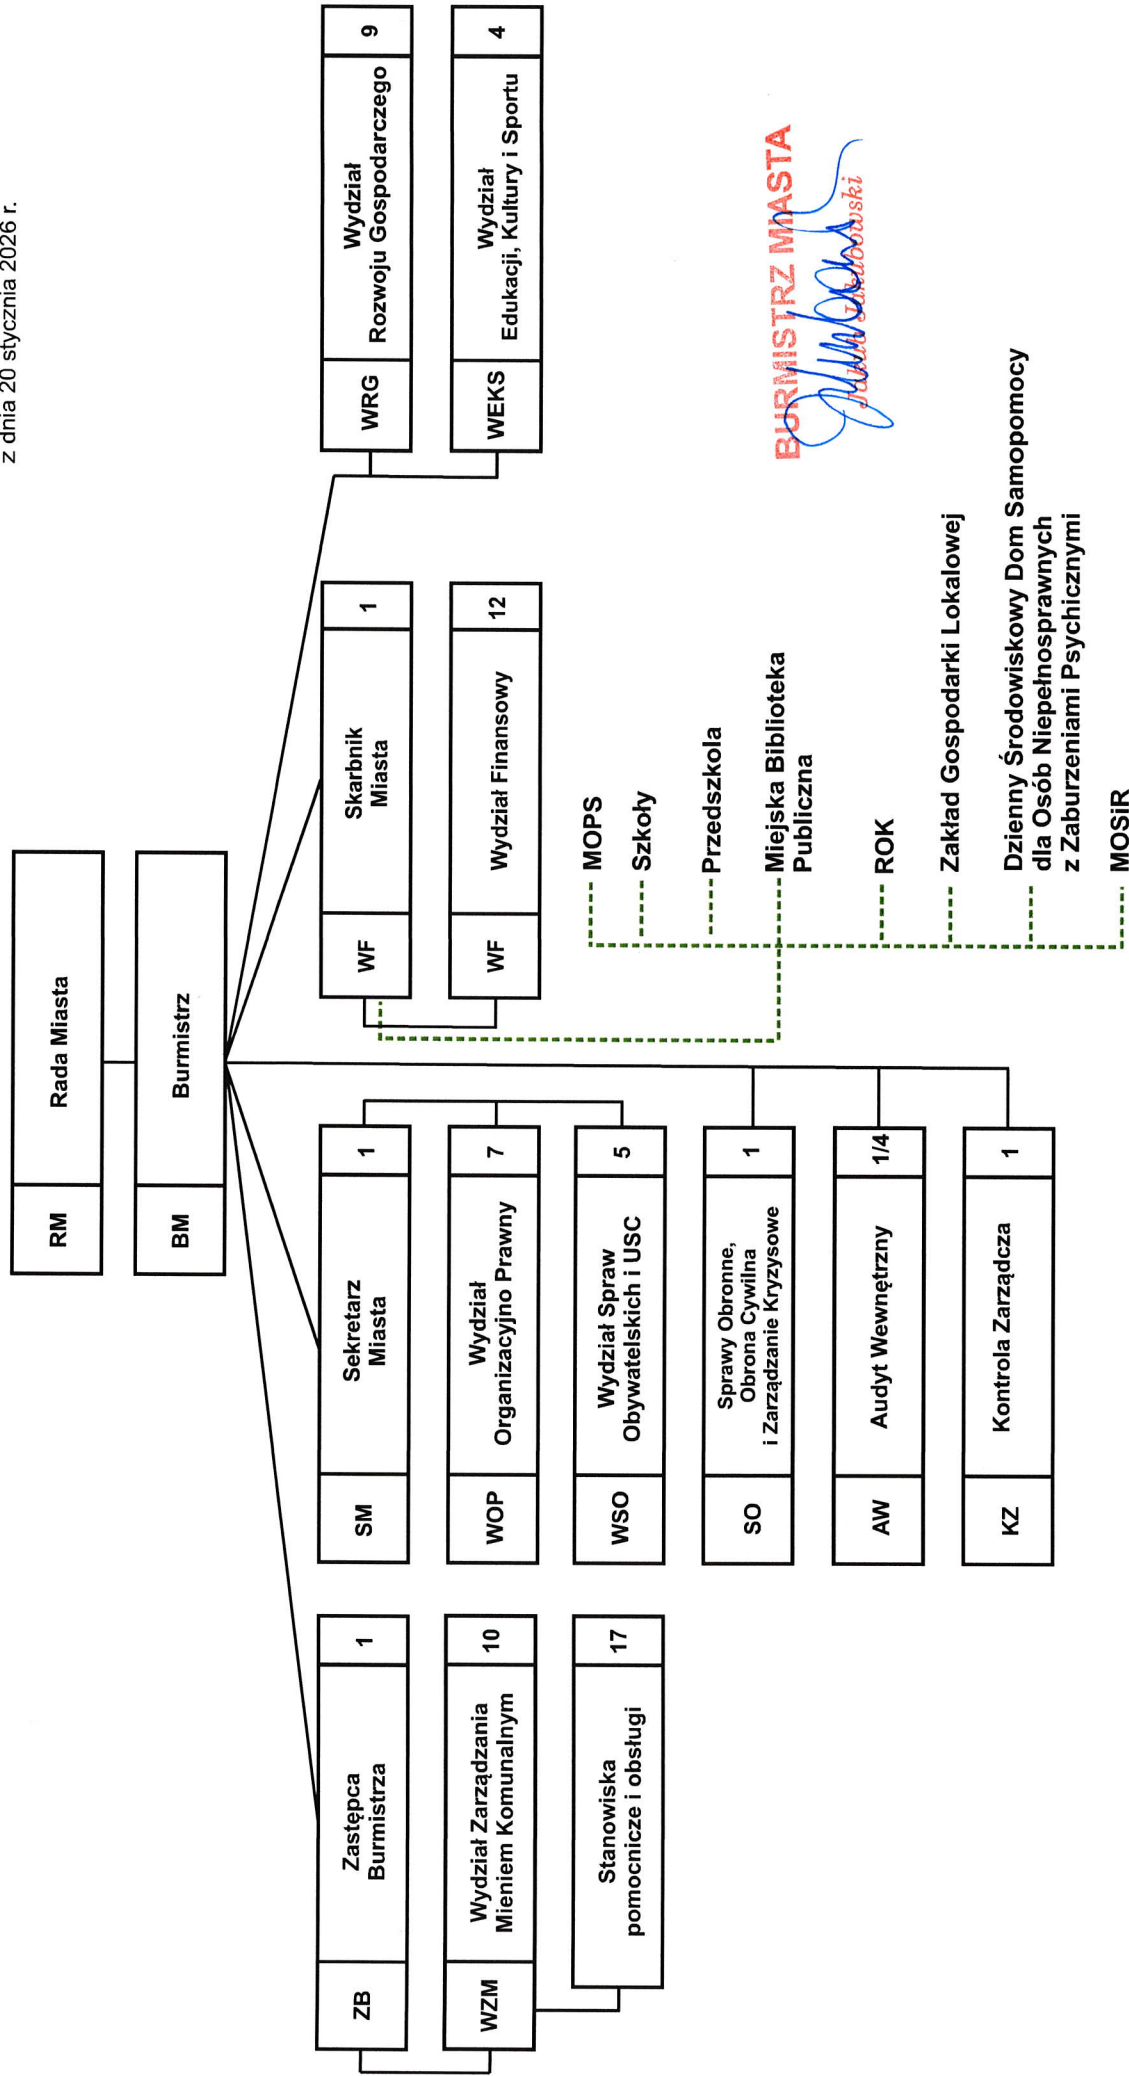 z dnia 20 stycznia 2026 r.
RM
Rada Miasta
BM
Burmistrz
ZB
Zastępca
Burmistrza
1
WZM
Wydział Zarządzania
Mieniem Komunalnym
10
Stanowiska
pomocnicze i obsługi
17
SM
Sekretarz
Miasta
1
WOP
Wydział
Organizacyjno Prawny
7
WSO
Wydział Spraw
Obywatelskich i USC
5
SO
Sprawy Obronne,
Obrona Cywilna
i Zarządzanie Kryzysowe
1
AW
Audyt Wewnętrzny
1/4
KZ
Kontrola Zarządcza
1
WF
Skarbnik
Miasta
1
WF
Wydział Finansowy
12
WRG
Wydział
Rozwoju Gospodarczego
9
WEKS
Wydział
Edukacji, Kultury i Sportu
4
MOPS
Szkoły
Przedszkola
Miejska Biblioteka
Publiczna
ROK
Zakład Gospodarki Lokalowej
Dzienny Środowiskowy Dom Samopomocy
dla Osób Niepełnosprawnych
z Zaburzeniami Psychicznymi
MOSiR
BURMISTRZ MIASTA
Jakub Jakubowski